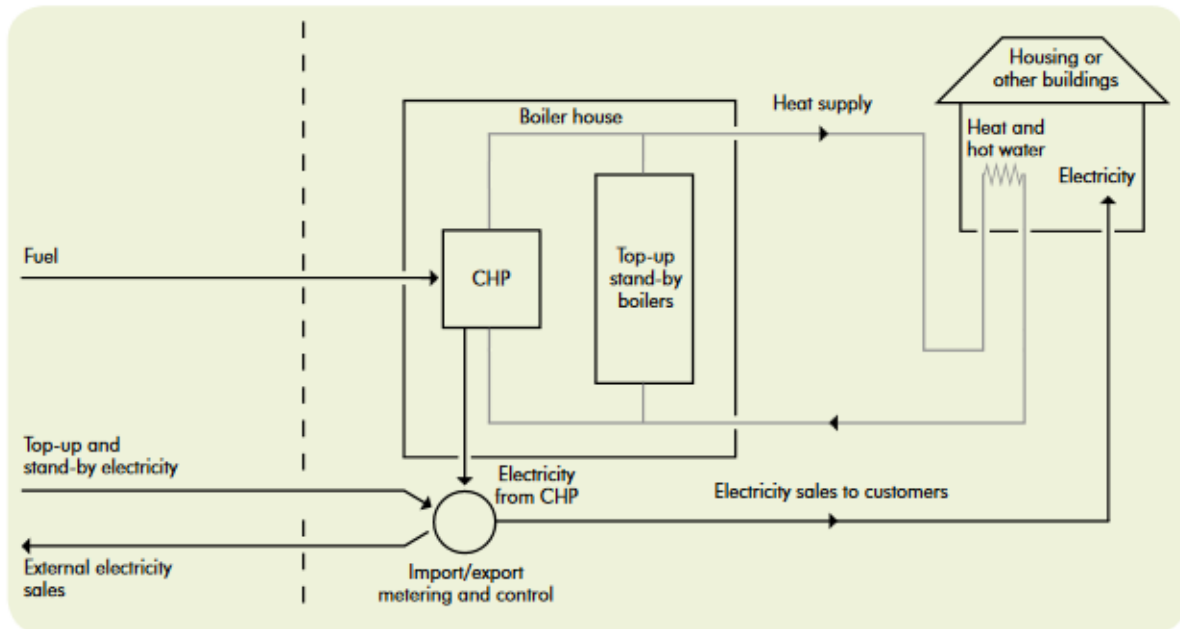 Housing or
other buildings
Heat supply
Boiler house
Heat and
hot water
Electricity
Fuel
CHP
Top-up
stand-by
boilers
Top-up and
stand-by electricity
Electricity
from CHP
Electricity sales to customers
External electricity
sales
Import/export
metering and control